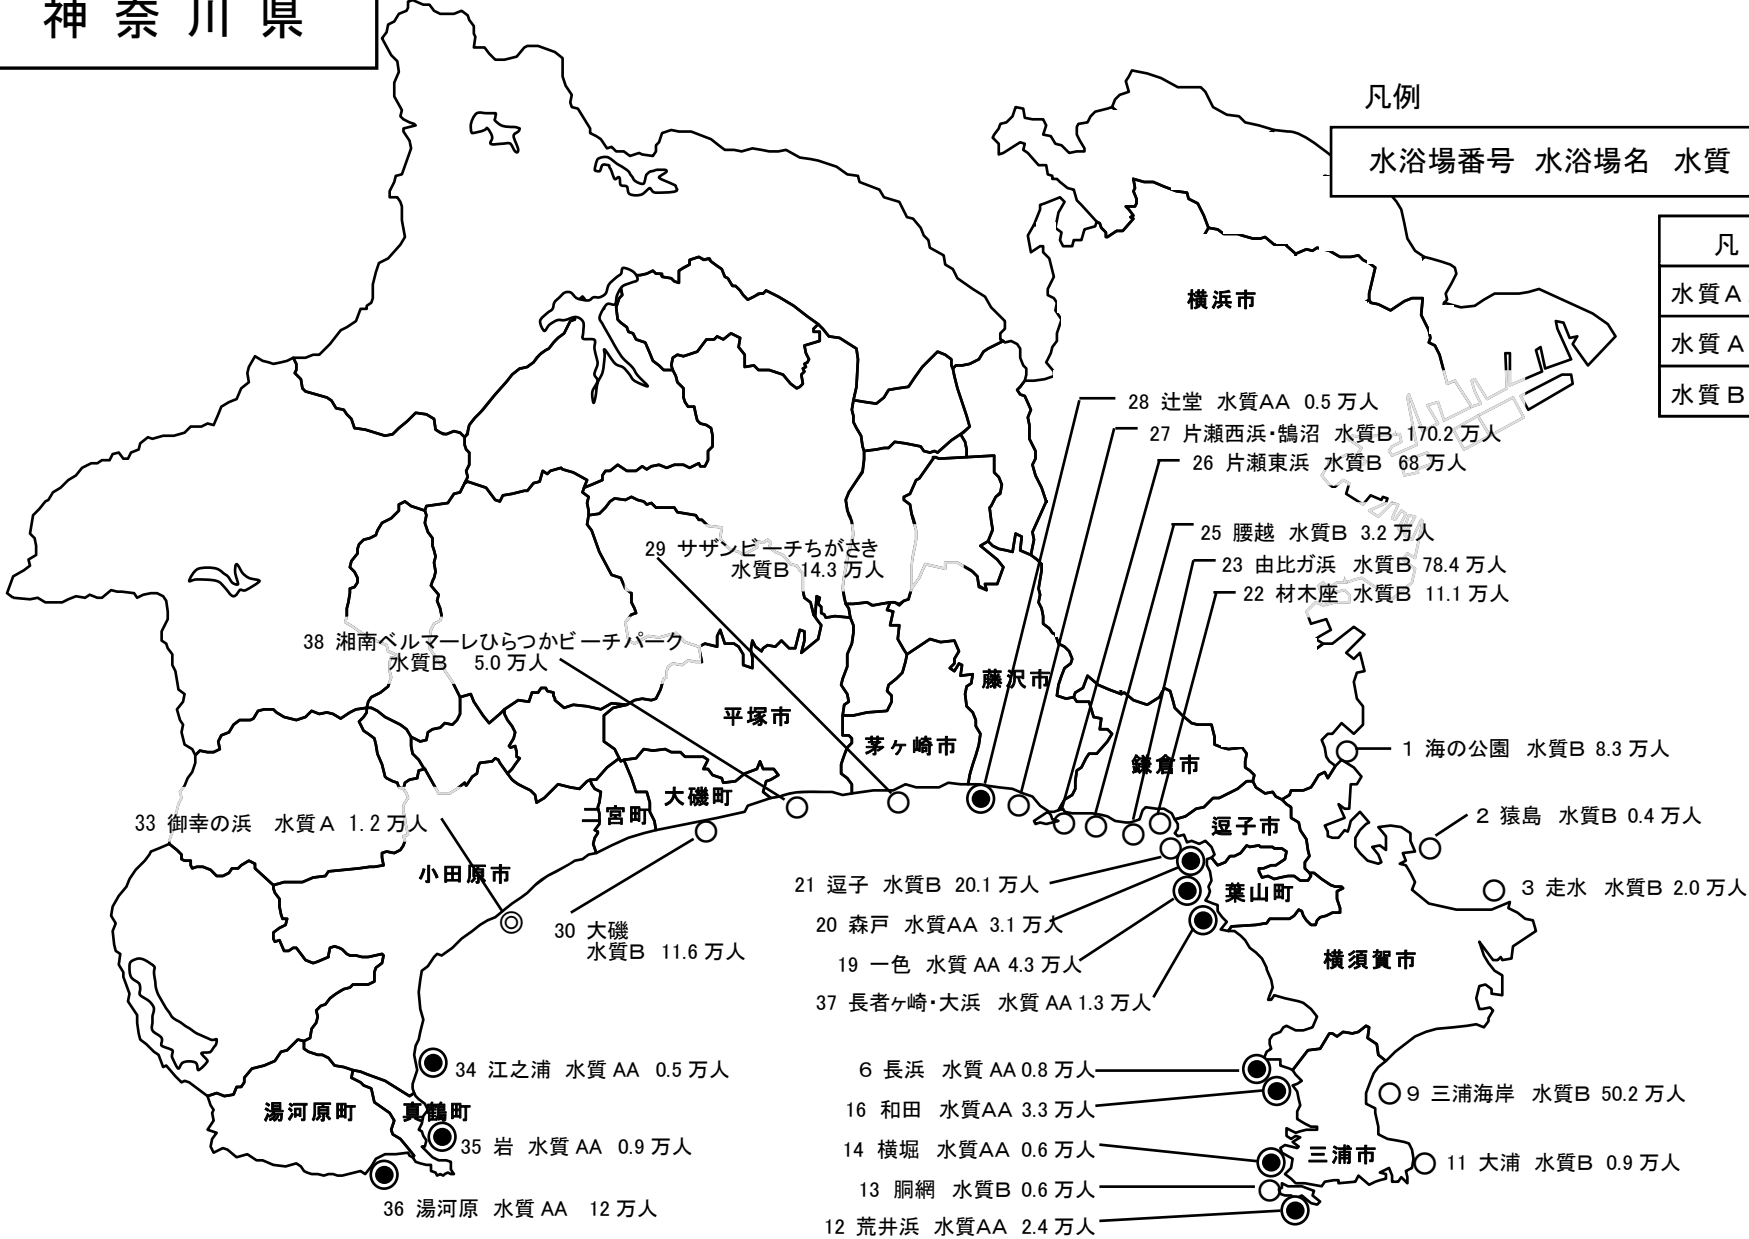 神奈川県
凡例
水浴場番号 水浴場名 水質
凡
水質A
水質A
水質B
横浜市
28 辻堂 水質AA 0.5 万人
27 片瀬西浜・鵠沼 水質B 170.2 万人
26 片瀬東浜 水質B 68 万人
25 腰越 水質B 3.2 万人
23 由比ガ浜 水質B 78.4 万人
22 材木座 水質B 11.1 万人
29 サザンビーチちがさき
水質B 14.3 万人
38 湘南ベルマーレひらつかビーチパーク
水質B 5.0 万人
藤沢市
平塚市
茅ヶ崎市
鎌倉市
1 海の公園 水質B 8.3 万人
大磯町
二宮町
33 御幸の浜 水質A 1.2 万人
逗子市
2 猿島 水質B 0.4 万人
小田原市
21 逗子 水質B 20.1 万人
葉山町
3 走水 水質B 2.0 万人
30 大磯
水質B 11.6 万人
20 森戸 水質AA 3.1 万人
19 一色 水質 AA 4.3 万人
横須賀市
37 長者ヶ崎・大浜 水質 AA 1.3 万人
34 江之浦 水質 AA 0.5 万人
6 長浜 水質 AA 0.8 万人
9 三浦海岸 水質B 50.2 万人
湯河原町
真鶴町
16 和田 水質AA 3.3 万人
35 岩 水質 AA 0.9 万人
14 横堀 水質AA 0.6 万人
三浦市
11 大浦 水質B 0.9 万人
13 胴網 水質B 0.6 万人
36 湯河原 水質 AA 12 万人
12 荒井浜 水質AA 2.4 万人